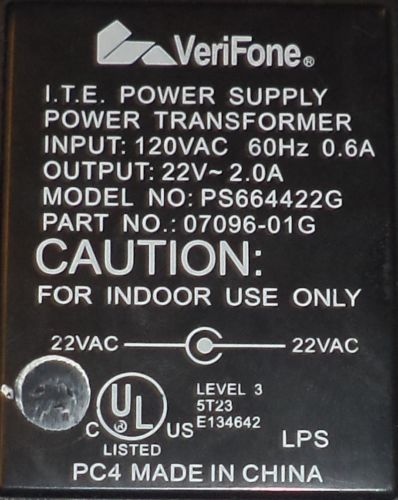 VeriFone®
I.T.E. POWER SUPPLY
POWER TRANSFORMER
INPUT: 120VAC 60Hz 0.6A
OUTPUT: 22V~ 2.0A
MODEL NO: PS664422G
PART NO.: 07096-01G
CAUTION:
FOR INDOOR USE ONLY
22VAC 22VAC
LEVEL 3
5T23
C UL® US E134642
LISTED LPS
PC4 MADE IN CHINA